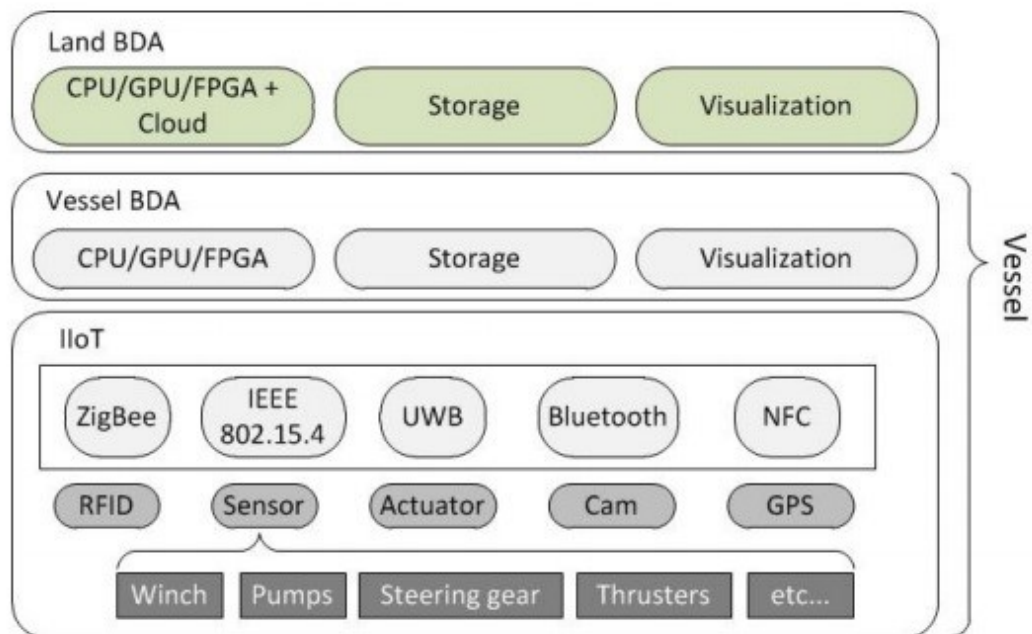 Land BDA
CPU/GPU/FPGA +
Cloud
Storage
Visualization
Vessel BDA
CPU/GPU/FPGA
Storage
Visualization
Vessel
IIoT
ZigBee
IEEE
802.15.4
UWB
Bluetooth
NFC
RFID
Sensor
Actuator
Cam
GPS
Winch
Pumps
Steering gear
Thrusters
etc...